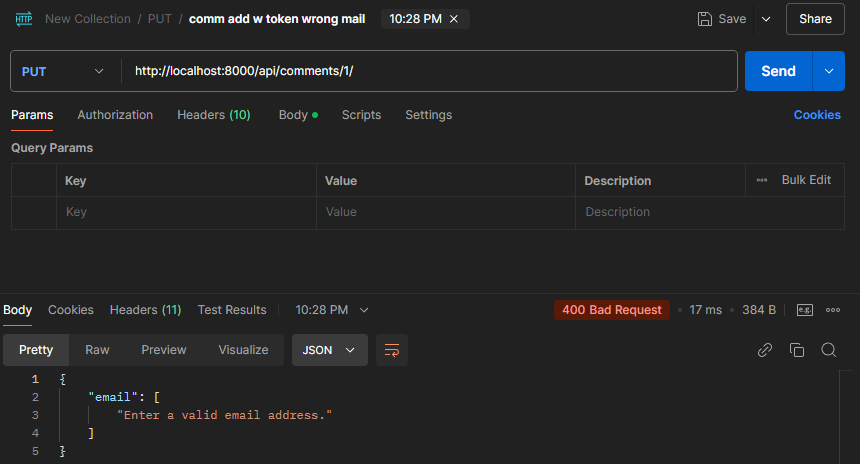 HTTP New Collection / PUT / comm add w token wrong mail 10:28 PM Save Share
PUT http://localhost:8000/api/comments/1/ Send
Params Authorization Headers (10) Body Scripts Settings Cookies
Query Params
Key Value Description Bulk Edit
Key Value Description
Body Cookies Headers (11) Test Results 10:28 PM 400 Bad Request 17 ms 384 B e.g.
Pretty Raw Preview Visualize JSON
1 {
2 "email": [
3 "Enter a valid email address."
4 ]
5 }